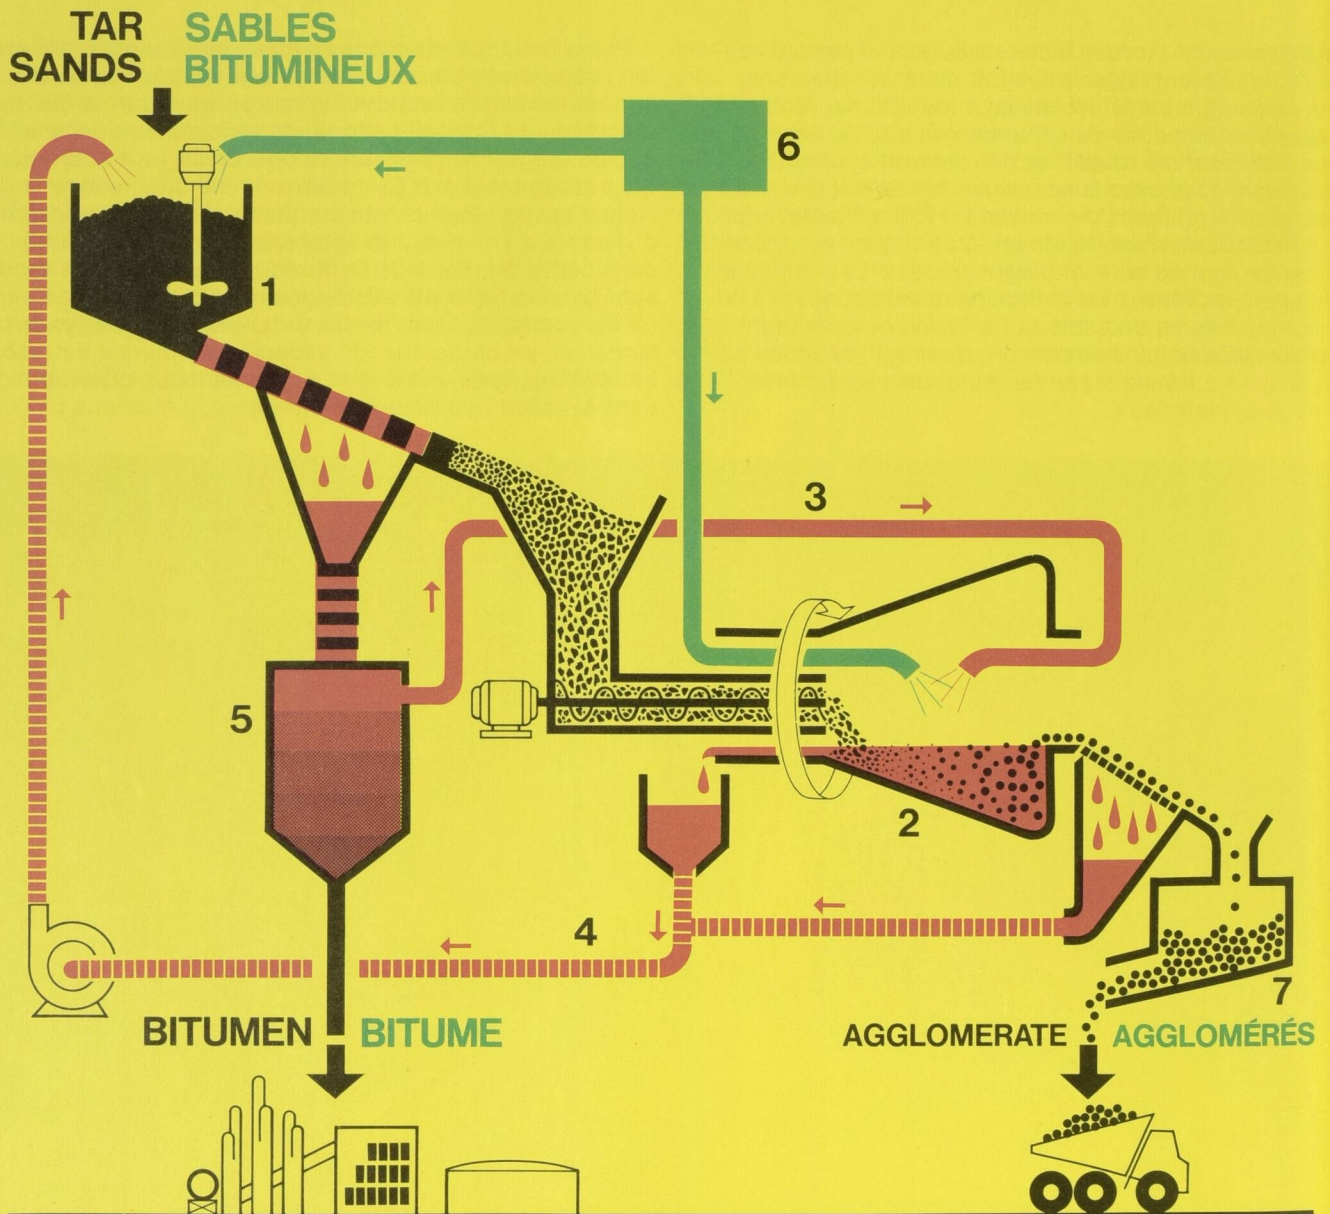 TAR
SANDS
SABLES
BITUMINEUX
6
1
3
5
2
4
7
BITUMEN
BITUME
AGGLOMERATE
AGGLOMÉRÉS